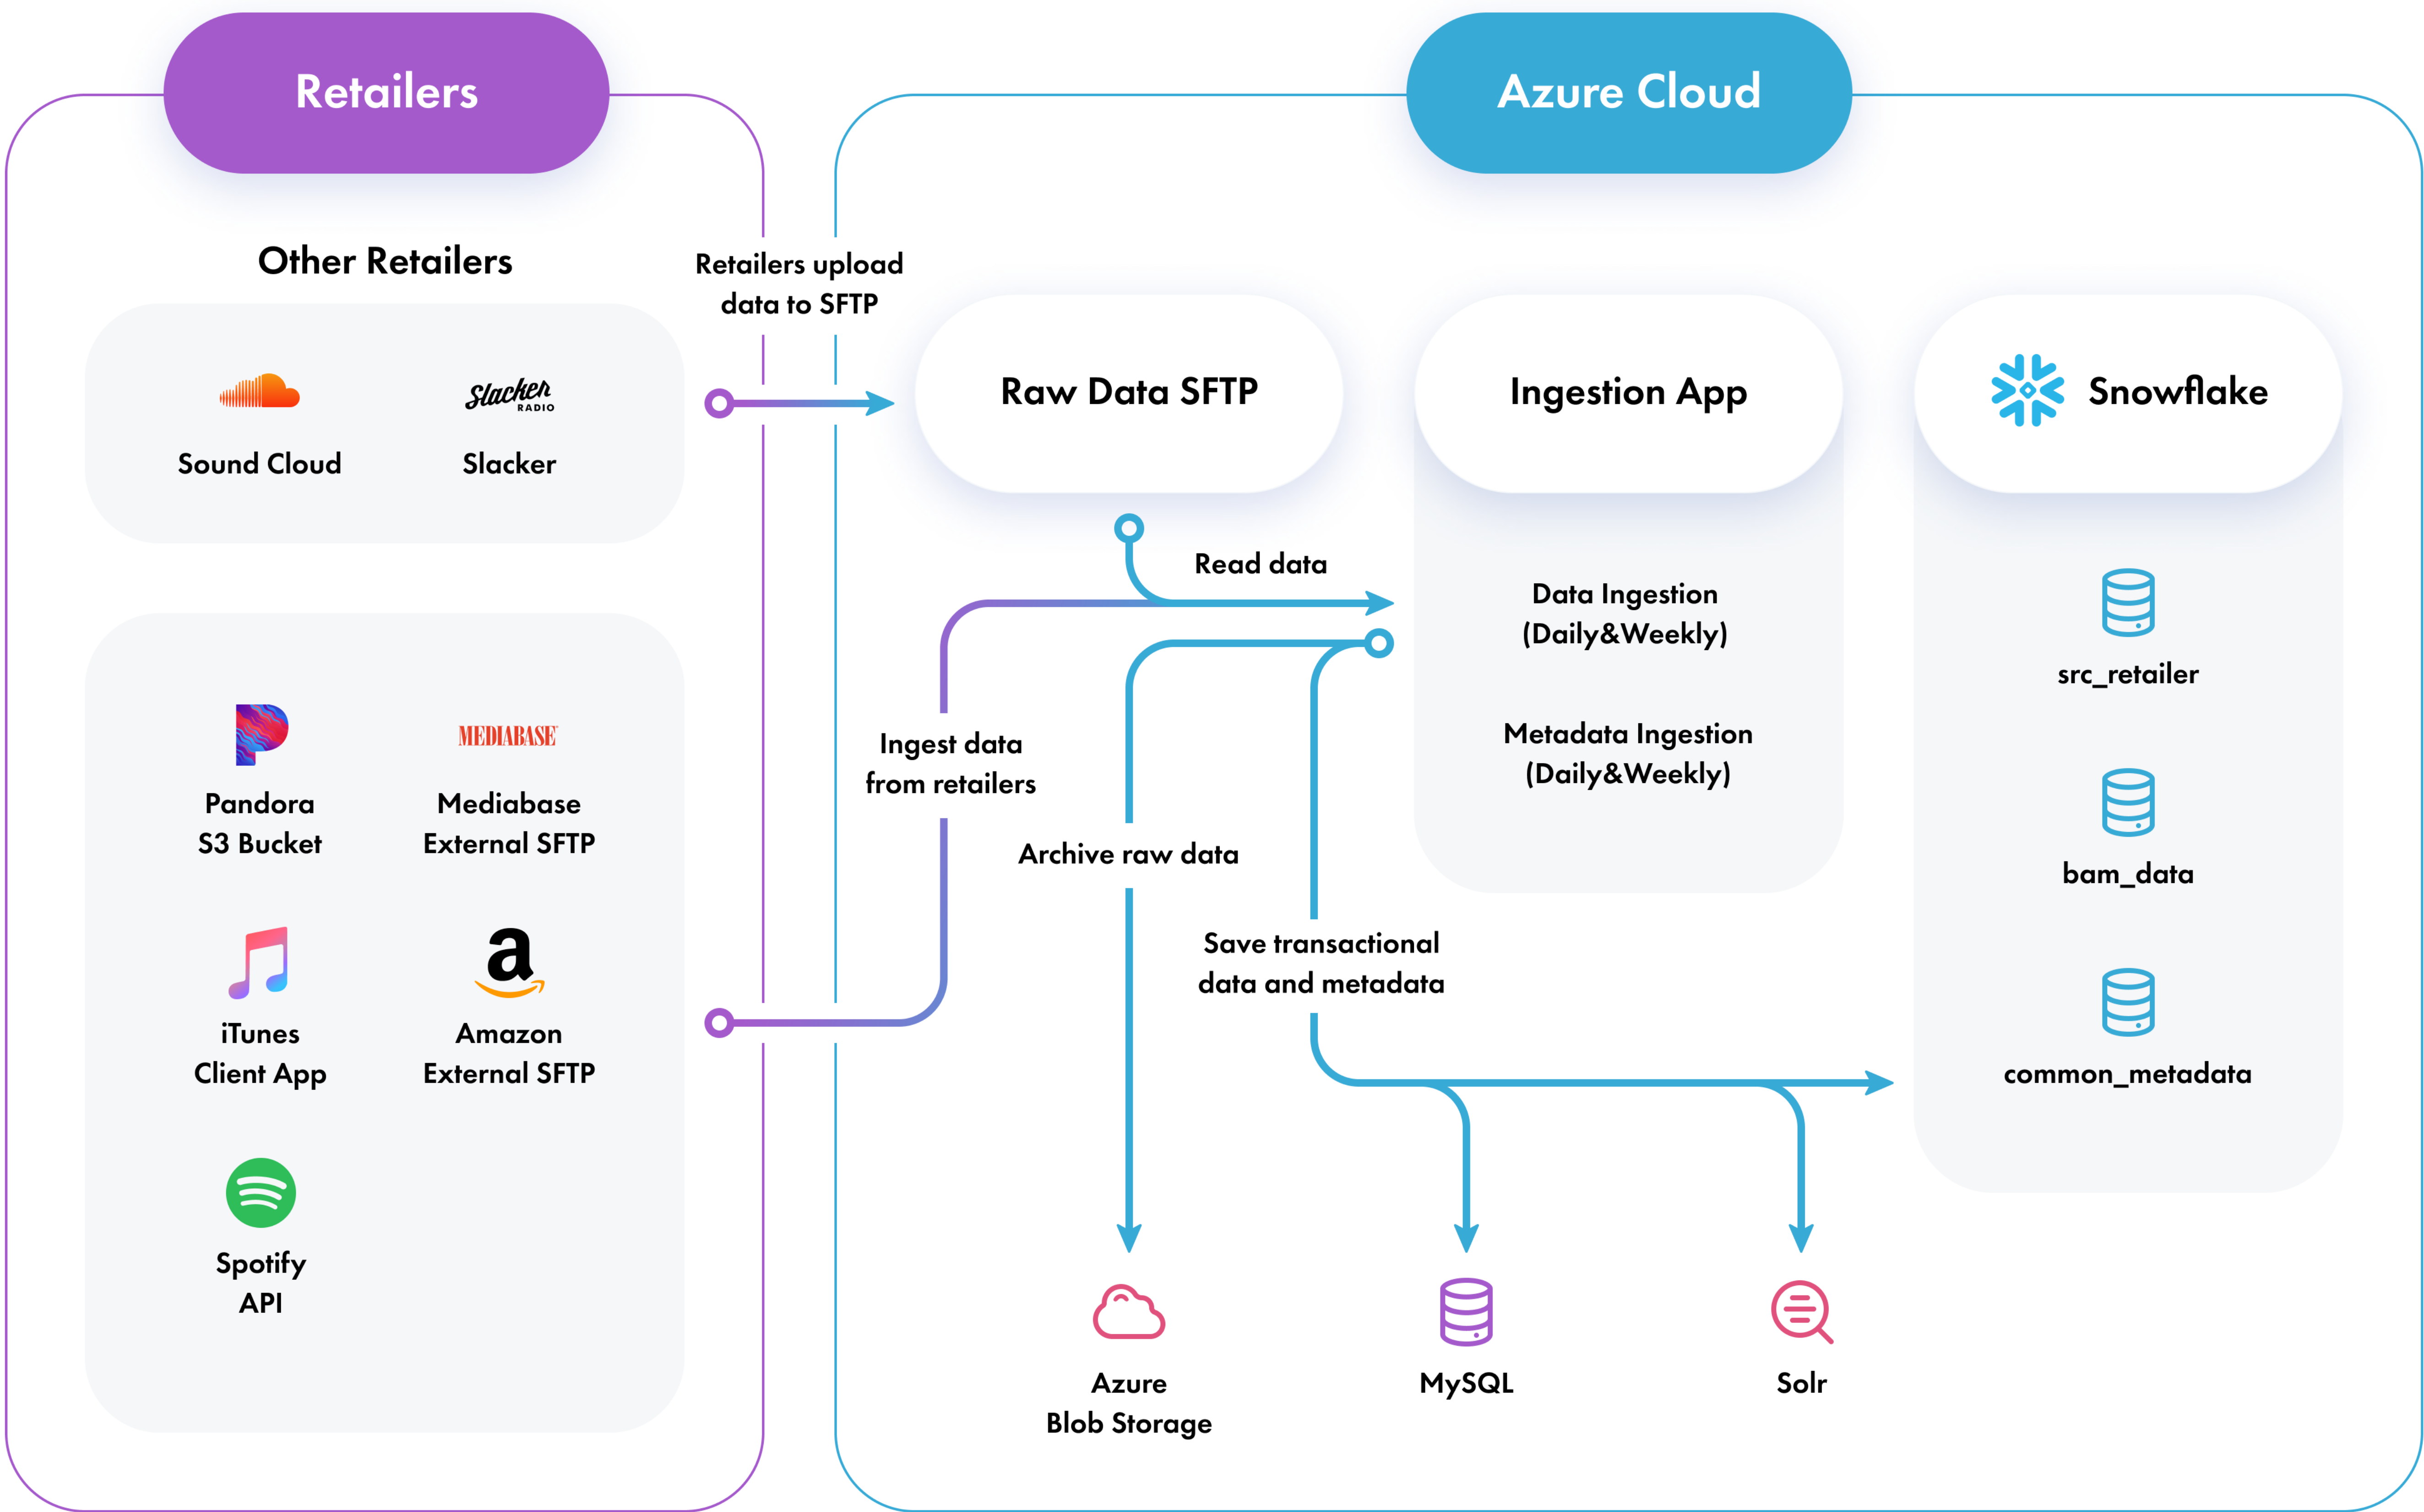 Retailers
Azure Cloud
Other Retailers
Slacker
RADIO
Sound Cloud
Slacker
Retailers upload
data to SFTP
MEDIABASE
Pandora
S3 Bucket
Mediabase
External SFTP
a
iTunes
Client App
Amazon
External SFTP
Spotify
API
Raw Data SFTP
Ingestion App
Snowflake
Read data
Ingest data
from retailers
Archive raw data
Save transactional
data and metadata
Data Ingestion
(Daily&Weekly)
Metadata Ingestion
(Daily&Weekly)
src_retailer
bam_data
common_metadata
Azure
Blob Storage
MySQL
Solr